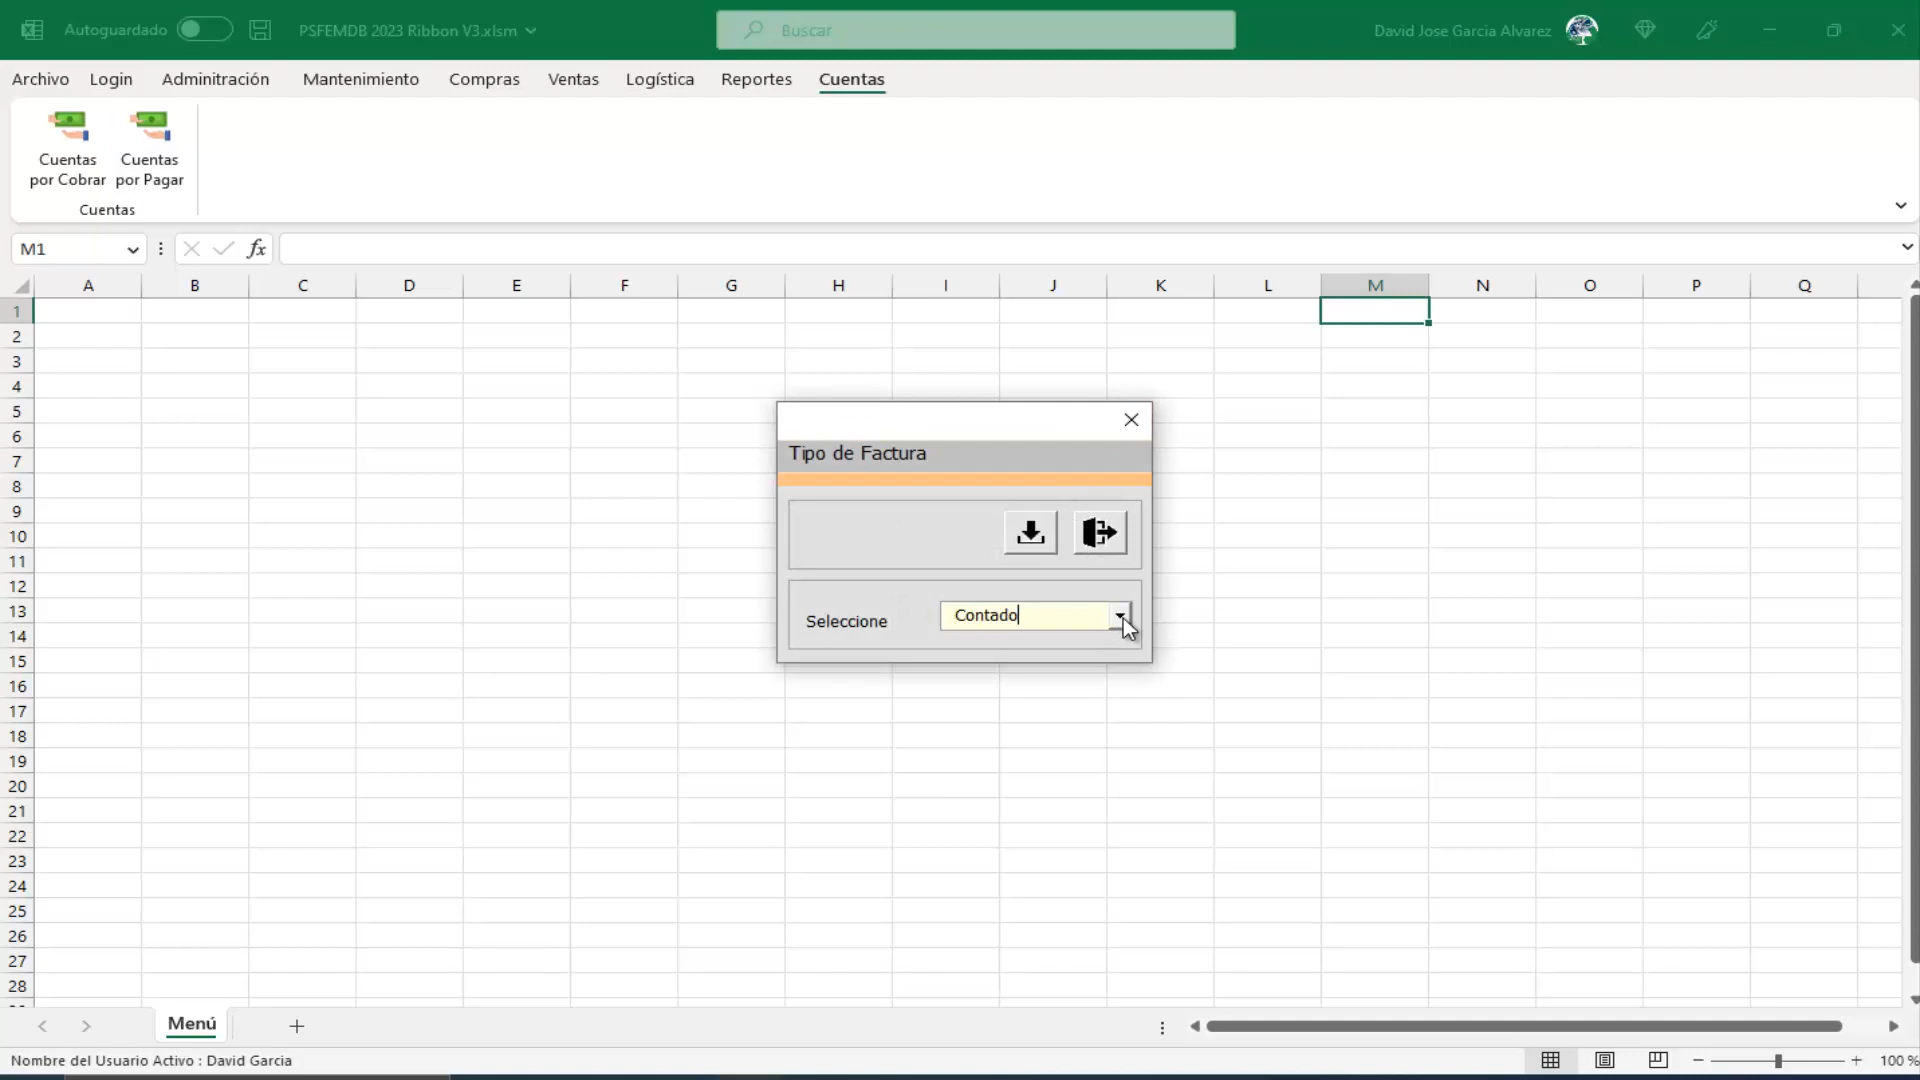 Autoguardado
PSFEMDB 2023 Ribbon V3.xlsm
Buscar
David Jose Garcia Alvarez
Archivo Login Adminitración Mantenimiento Compras Ventas Logística Reportes Cuentas
Cuentas por Cobrar
Cuentas por Pagar
Cuentas
M1
fx
A B C D E F G H I J K L M N O P Q
1
2
3
4
5
6
7
8
9
10
11
12
13
14
15
16
17
18
19
20
21
22
23
24
25
26
27
28
Tipo de Factura
Seleccione
Contado
Menú
Nombre del Usuario Activo : David Garcia
100 %